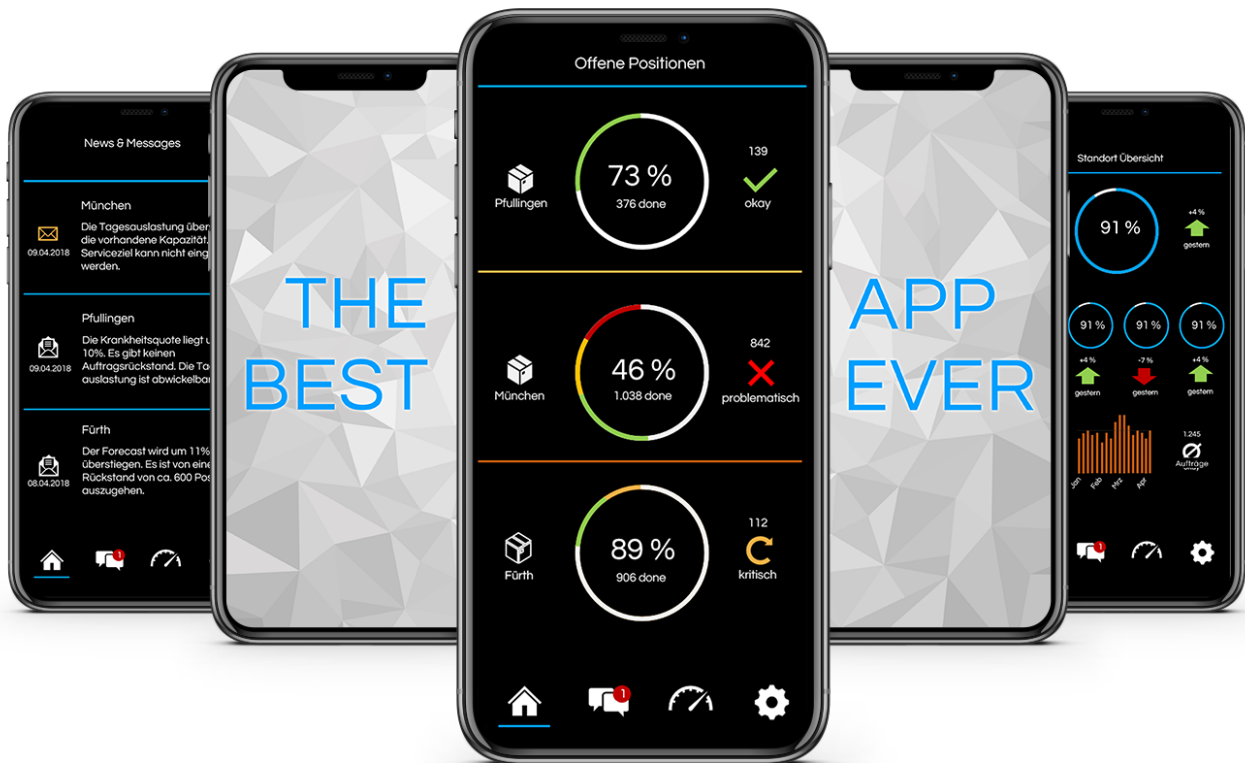 News & Messages
München
Die Tagesauslastung über
die vorhandene Kapazität.
Serviceziel kann nicht eing
werden.
09.04.2018
Pfullingen
Die Krankheitsquote liegt u
10%. Es gibt keinen
Auftragsrückstand. Die Ta
auslastung ist abwickelba
09.04.2018
Fürth
Der Forecast wird um 11%
überstiegen. Es ist von eine
Rückstand von ca. 600 Pos
auszugehen.
08.04.2018
1
THE
BEST
Offene Positionen
Pfullingen
73 %
376 done
139
okay
München
46 %
1.038 done
842
problematisch
Fürth
89 %
906 done
112
kritisch
1
APP
EVER
Standort Übersicht
91 %
+4 %
gestern
91 %
91 %
91 %
+4 %
-7 %
+4 %
gestern
gestern
gestern
Jan
Feb
Mrz
Apr
1.245
Aufträge
1